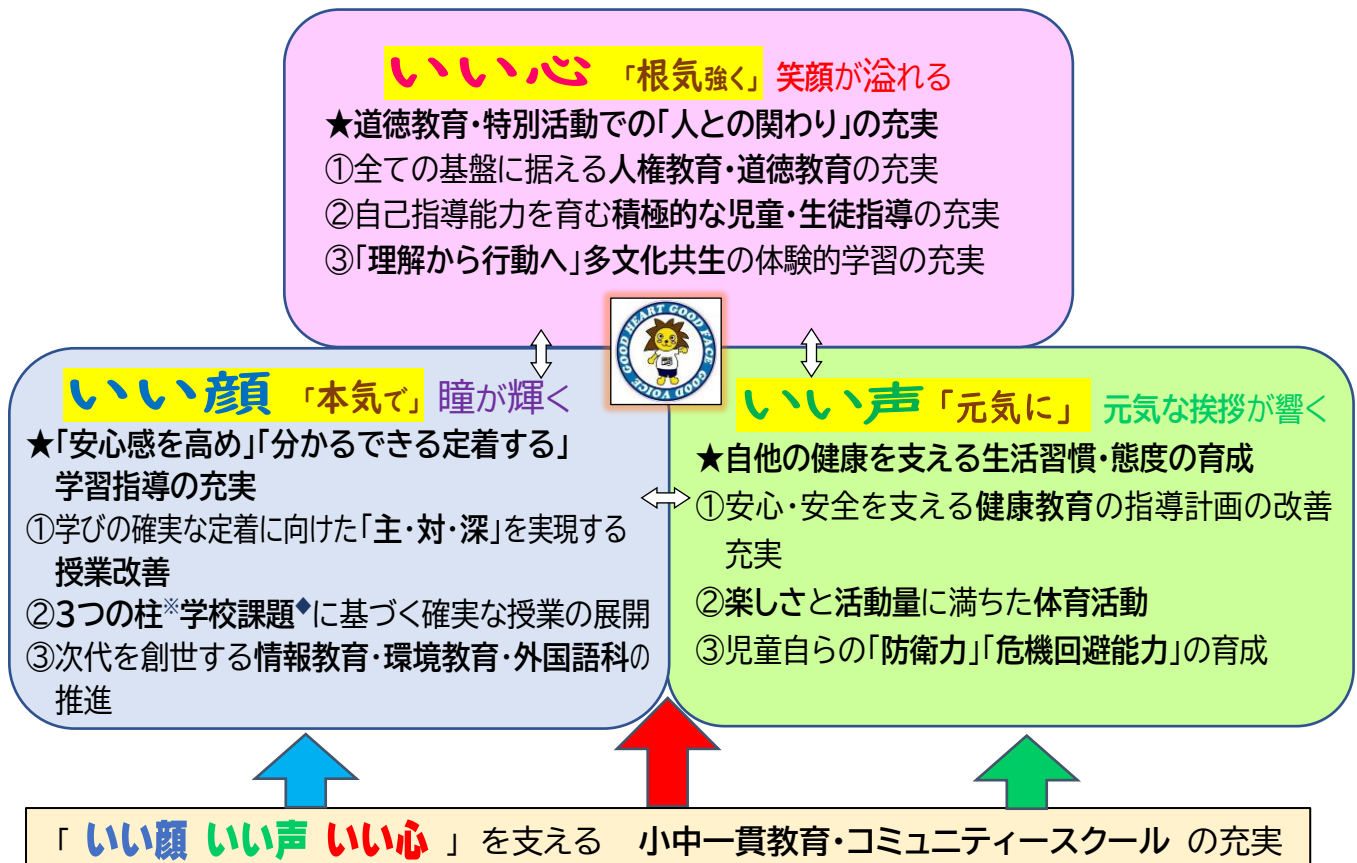 いい心 「根気強く」 笑顔が溢れる
★道徳教育・特別活動での「人との関わり」の充実
①全ての基盤に据える人権教育・道徳教育の充実
②自己指導能力を育む積極的な児童・生徒指導の充実
③「理解から行動へ」多文化共生の体験的学習の充実
GOOD HEART GOOD FACE GOOD VOICE
いい顔 「本気で」 瞳が輝く
★「安心感を高め」「分かるできる定着する」
学習指導の充実
①学びの確実な定着に向けた「主・対・深」を実現する
授業改善
②3つの柱※学校課題◆に基づく確実な授業の展開
③次代を創世する情報教育・環境教育・外国語科の
推進
いい声 「元気に」 元気な挨拶が響く
★自他の健康を支える生活習慣・態度の育成
①安心・安全を支える健康教育の指導計画の改善
充実
②楽しさと活動量に満ちた体育活動
③児童自らの「防衛力」「危機回避能力」の育成
「 いい顔 いい声 いい心 」を支える 小中一貫教育・コミュニティースクール の充実